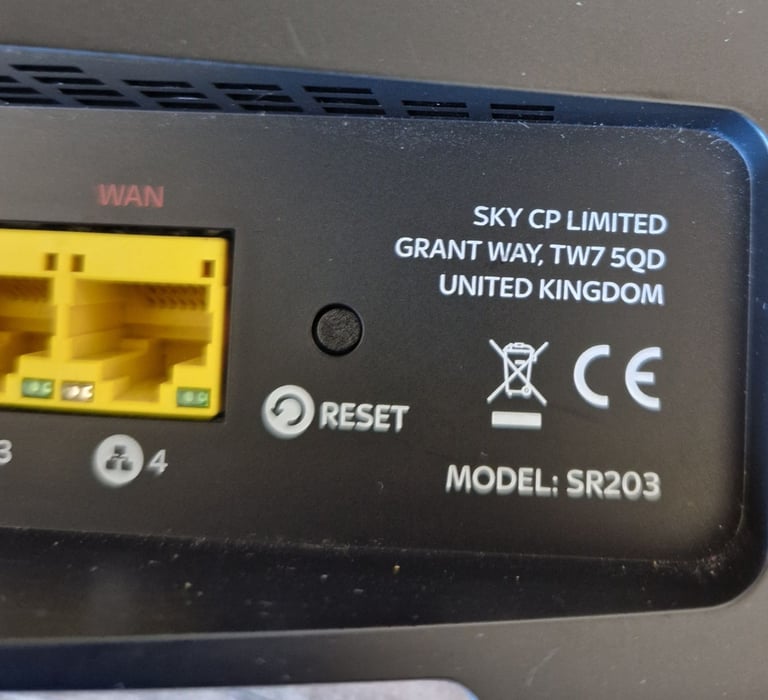 WAN
SKY CP LIMITED
GRANT WAY, TW7 5QD
UNITED KINGDOM
CE
RESET
3
4
MODEL: SR203